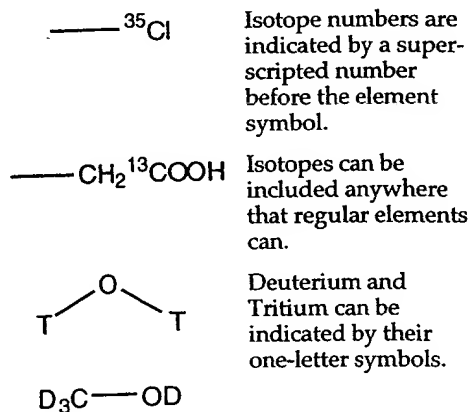 ³⁵Cl
Isotope numbers are
indicated by a super-
scripted number
before the element
symbol.
CH₂¹³COOH
Isotopes can be
included anywhere
that regular elements
can.
O
T T
Deuterium and
Tritium can be
indicated by their
one-letter symbols.
D₃C OD